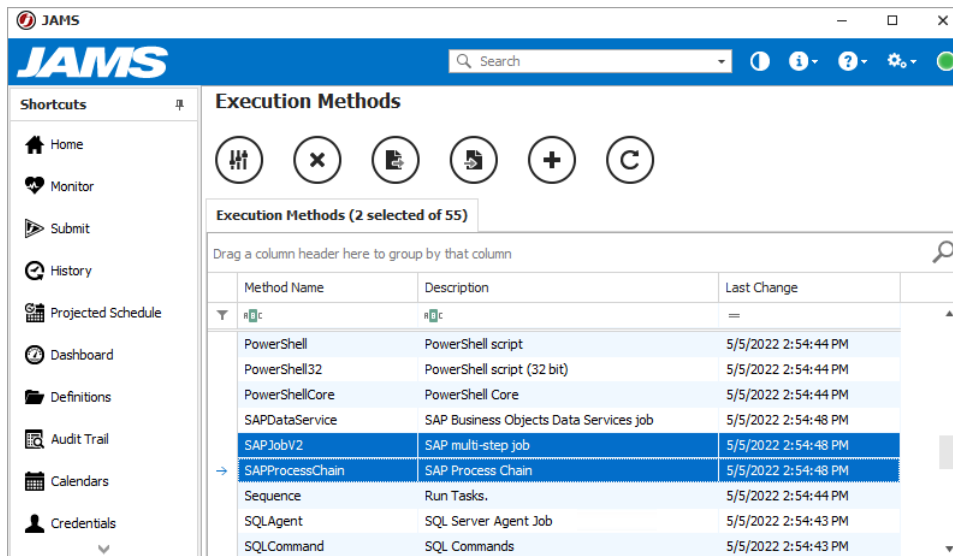 JAMS
JAMS
Search
Shortcuts
Home
Monitor
Submit
History
Projected Schedule
Dashboard
Definitions
Audit Trail
Calendars
Credentials
Execution Methods
Execution Methods (2 selected of 55)
Drag a column header here to group by that column
Method Name Description Last Change
ABC ABC =
PowerShell PowerShell script 5/5/2022 2:54:44 PM
PowerShell32 PowerShell script (32 bit) 5/5/2022 2:54:44 PM
PowerShellCore PowerShell Core 5/5/2022 2:54:44 PM
SAPDataService SAP Business Objects Data Services job 5/5/2022 2:54:48 PM
SAPJobV2 SAP multi-step job 5/5/2022 2:54:48 PM
SAPProcessChain SAP Process Chain 5/5/2022 2:54:48 PM
Sequence Run Tasks. 5/5/2022 2:54:44 PM
SQLAgent SQL Server Agent Job 5/5/2022 2:54:43 PM
SQLCommand SQL Commands 5/5/2022 2:54:43 PM